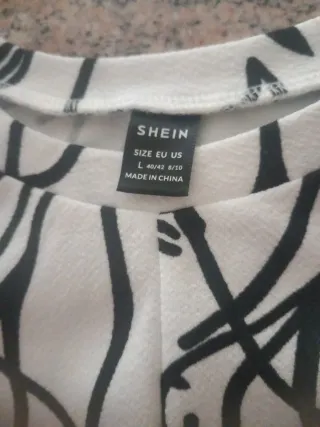 SHEIN
SIZE EU US
L 40/42 8/10
MADE IN CHINA